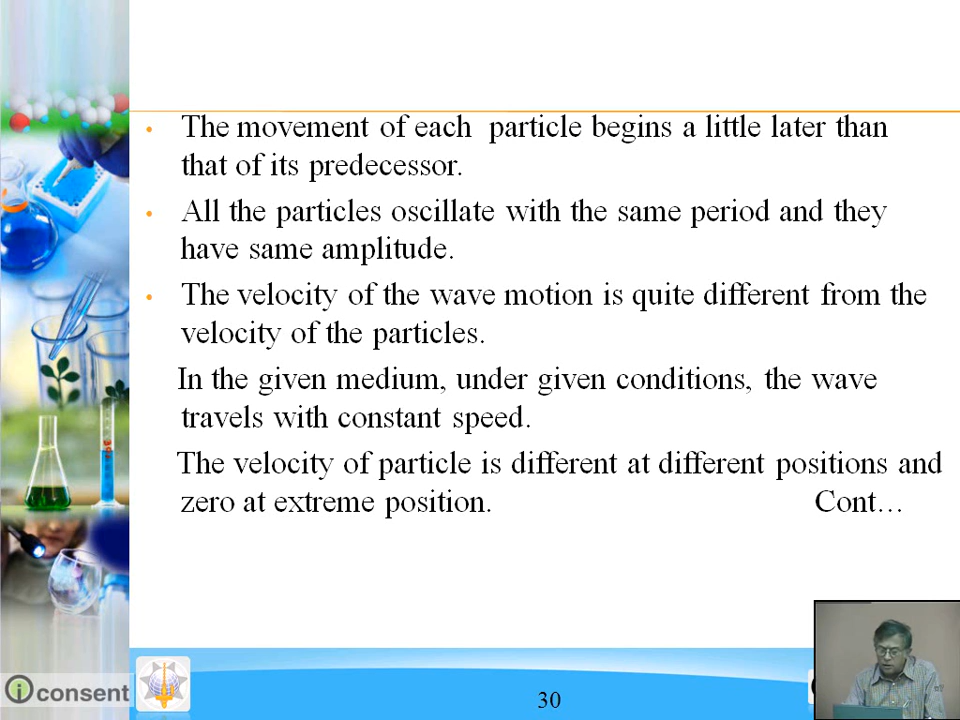 • The movement of each particle begins a little later than
that of its predecessor.
• All the particles oscillate with the same period and they
have same amplitude.
• The velocity of the wave motion is quite different from the
velocity of the particles.
In the given medium, under given conditions, the wave
travels with constant speed.
The velocity of particle is different at different positions and
zero at extreme position. Cont…
i consent
30